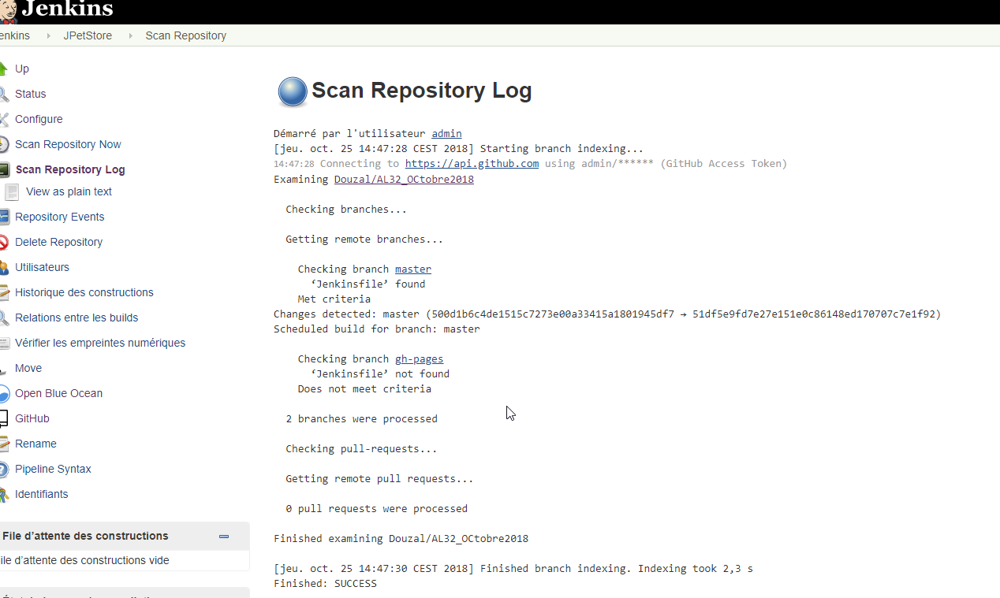 Jenkins
enkins JPetStore Scan Repository
Up
Status
Configure
Scan Repository Now
Scan Repository Log
View as plain text
Repository Events
Delete Repository
Utilisateurs
Historique des constructions
Relations entre les builds
Vérifier les empreintes numériques
Move
Open Blue Ocean
GitHub
Rename
Pipeline Syntax
Identifiants
File d'attente des constructions
ile d'attente des constructions vide
Scan Repository Log
Démarré par l'utilisateur admin
[jeu. oct. 25 14:47:28 CEST 2018] Starting branch indexing...
14:47:28 Connecting to https://api.github.com using admin/****** (GitHub Access Token)
Examining Douzal/AL32_OCtobre2018
Checking branches...
Getting remote branches...
Checking branch master
‘Jenkinsfile’ found
Met criteria
Changes detected: master (500d1b6c4de1515c7273e00a33415a1801945df7 → 51df5e9fd7e27e151e0c86148ed170707c7e1f92)
Scheduled build for branch: master
Checking branch gh-pages
‘Jenkinsfile’ not found
Does not meet criteria
2 branches were processed
Checking pull-requests...
Getting remote pull requests...
0 pull requests were processed
Finished examining Douzal/AL32_OCtobre2018
[jeu. oct. 25 14:47:30 CEST 2018] Finished branch indexing. Indexing took 2,3 s
Finished: SUCCESS